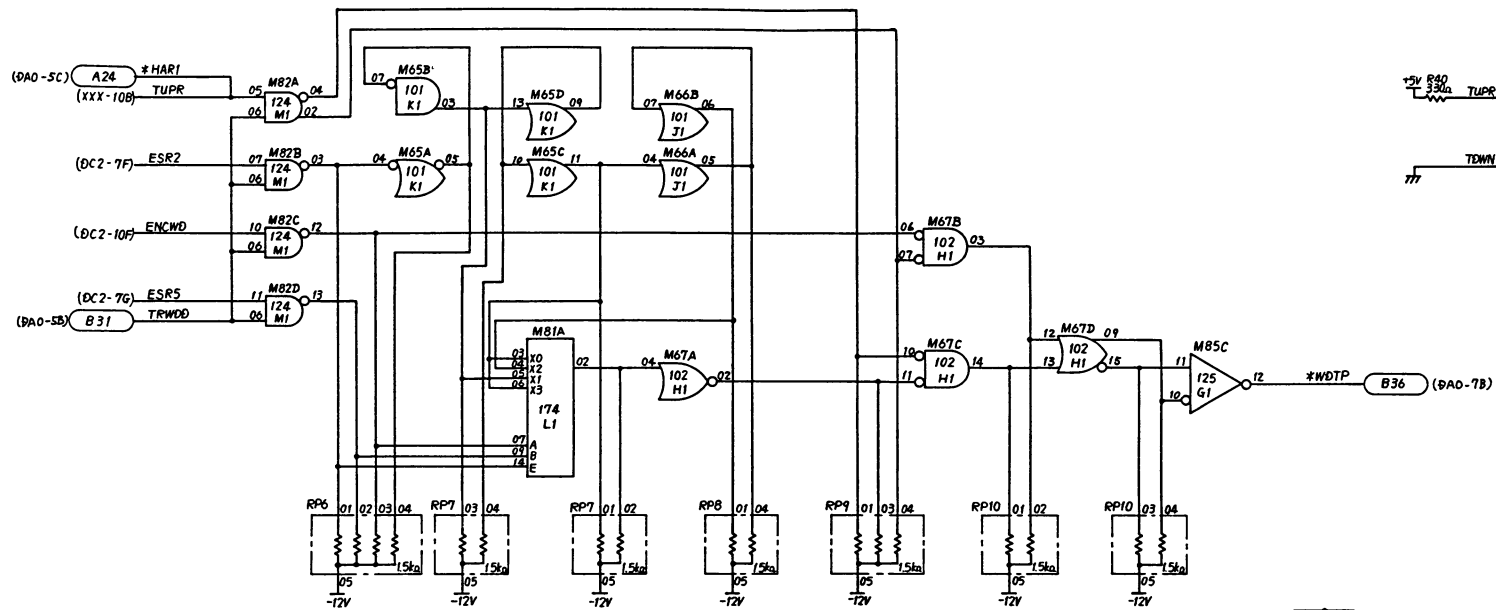 (DA0-5C) A24 *HAR1
(XXX-10B) TUPR
05 M82A 04
124
06 M1 02
(DC2-7F) ESR2
07 M82B 03
124
06 M1
(DC2-10F) ENCWD
10 M82C 12
124
06 M1
(DC2-7G) ESR5
11 M82D 13
124
06 M1
(DA0-5B) B31 TRWDD
07 M65B
101
K1 03
04 M65A 05
101
K1
13 M65D 09
101
K1
10 M65C 11
101
K1
07 M66B 06
101
J1
04 M66A 05
101
J1
M81A
03 X0
04 X2
05 X1
06 X3
02
174
L1
07 A
09 B
14 E
04 M67A
102
H1 02
06 M67B
102 03
07 H1
10 M67C
102 14
11 H1
12 M67D 09
102
13 H1 15
M85C
11
125 12
10 G1
*WDTP B36 (DA0-7B)
+5V R40
330Ω TUPR
TDWN
RP6 01 02 03 04
1.5kΩ
05
-12V
RP7 03 04
1.5kΩ
05
-12V
RP7 01 02
1.5kΩ
05
-12V
RP8 01 04
1.5kΩ
05
-12V
RP9 01 03 04
1.5kΩ
05
-12V
RP10 01 02
1.5kΩ
05
-12V
RP10 03 04
1.5kΩ
05
-12V